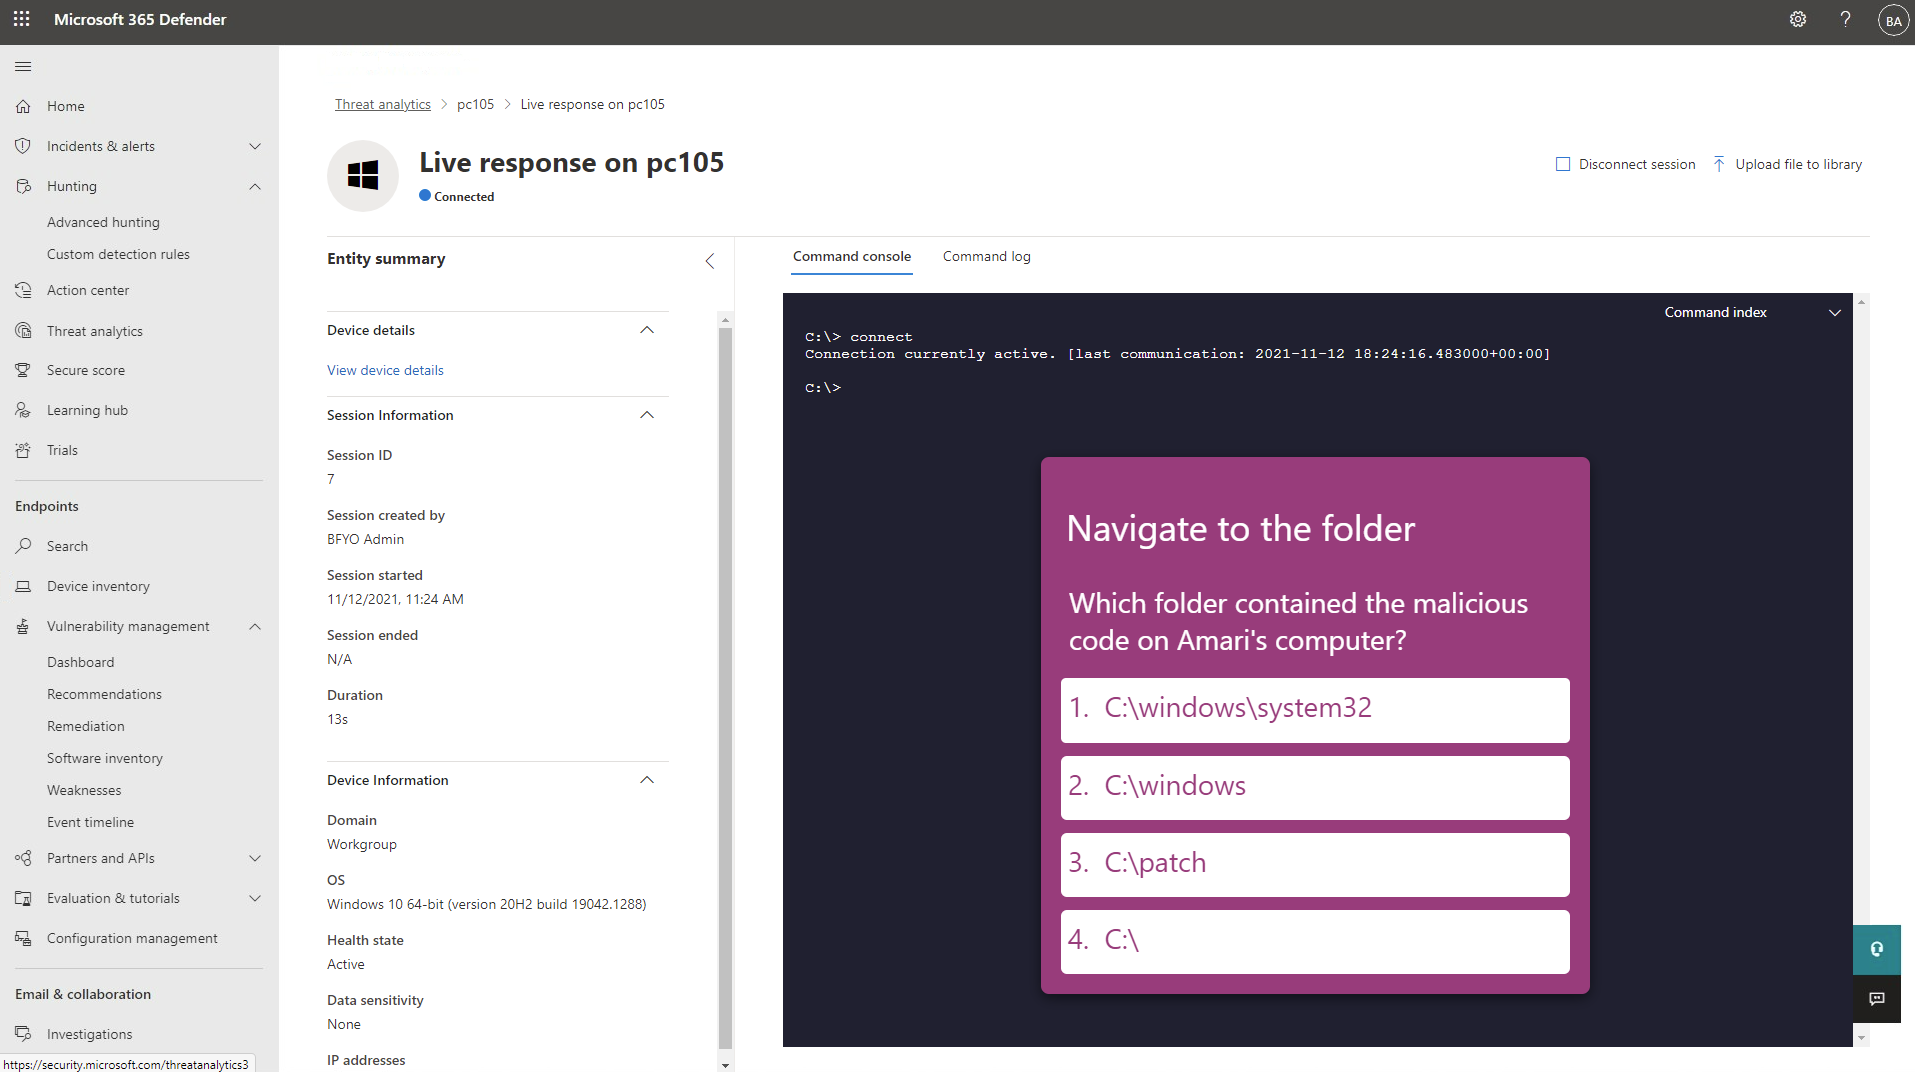 Microsoft 365 Defender
BA
Home
Incidents & alerts
Hunting
Advanced hunting
Custom detection rules
Action center
Threat analytics
Secure score
Learning hub
Trials
Endpoints
Search
Device inventory
Vulnerability management
Dashboard
Recommendations
Remediation
Software inventory
Weaknesses
Event timeline
Partners and APIs
Evaluation & tutorials
Configuration management
Email & collaboration
Investigations
https://security.microsoft.com/threatanalytics3
Threat analytics > pc105 > Live response on pc105
Live response on pc105
Connected
Disconnect session
Upload file to library
Entity summary
Device details
View device details
Session Information
Session ID
7
Session created by
BFYO Admin
Session started
11/12/2021, 11:24 AM
Session ended
N/A
Duration
13s
Device Information
Domain
Workgroup
OS
Windows 10 64-bit (version 20H2 build 19042.1288)
Health state
Active
Data sensitivity
None
IP addresses
Command console
Command log
Command index
C:\> connect
Connection currently active. [last communication: 2021-11-12 18:24:16.483000+00:00]
C:\>
Navigate to the folder
Which folder contained the malicious
code on Amari's computer?
1. C:\windows\system32
2. C:\windows
3. C:\patch
4. C:\